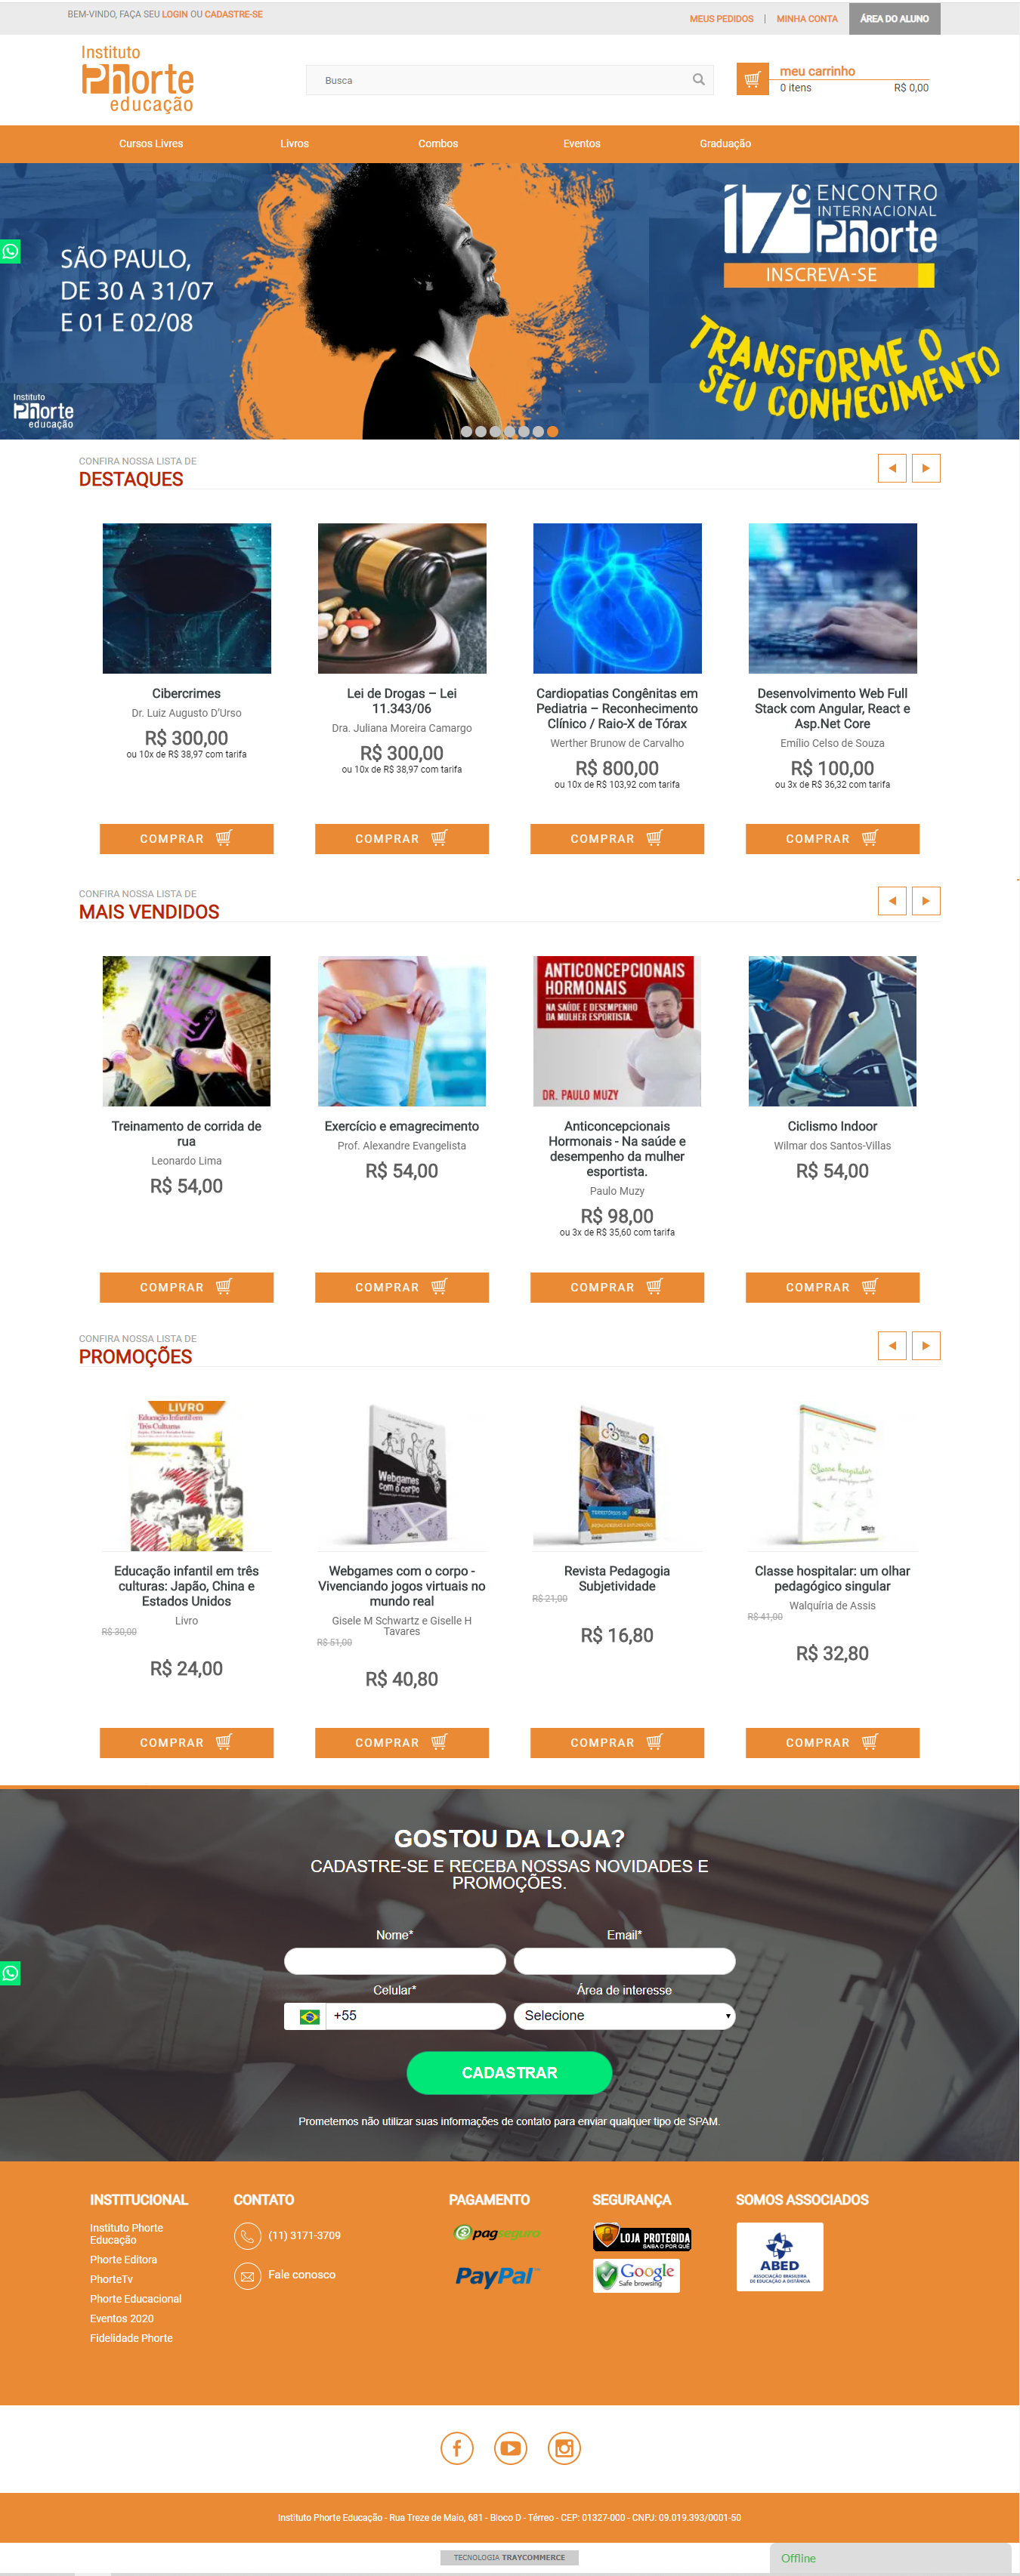 BEM-VINDO, FAÇA SEU LOGIN OU CADASTRE-SE
MEUS PEDIDOS | MINHA CONTA
ÁREA DO ALUNO
Instituto
Phorte
educação
Busca
meu carrinho
0 itens R$ 0,00
Cursos Livres
Livros
Combos
Eventos
Graduação
SÃO PAULO,
DE 30 A 31/07
E 01 E 02/08
17º ENCONTRO
INTERNACIONAL
Phorte
INSCREVA-SE
TRANSFORME O
SEU CONHECIMENTO
Instituto
Phorte
educação
CONFIRA NOSSA LISTA DE
DESTAQUES
Cibercrimes
Dr. Luiz Augusto D'Urso
R$ 300,00
ou 10x de R$ 38,97 com tarifa
COMPRAR
Lei de Drogas – Lei
11.343/06
Dra. Juliana Moreira Camargo
R$ 300,00
ou 10x de R$ 38,97 com tarifa
COMPRAR
Cardiopatias Congênitas em
Pediatria – Reconhecimento
Clínico / Raio-X de Tórax
Werther Brunow de Carvalho
R$ 800,00
ou 10x de R$ 103,92 com tarifa
COMPRAR
Desenvolvimento Web Full
Stack com Angular, React e
Asp.Net Core
Emílio Celso de Souza
R$ 100,00
ou 3x de R$ 36,32 com tarifa
COMPRAR
CONFIRA NOSSA LISTA DE
MAIS VENDIDOS
Treinamento de corrida de
rua
Leonardo Lima
R$ 54,00
COMPRAR
Exercício e emagrecimento
Prof. Alexandre Evangelista
R$ 54,00
COMPRAR
ANTICONCEPCIONAIS
HORMONAIS
NA SAÚDE E DESEMPENHO
DA MULHER ESPORTISTA.
DR. PAULO MUZY
Anticoncepcionais
Hormonais - Na saúde e
desempenho da mulher
esportista.
Paulo Muzy
R$ 98,00
ou 3x de R$ 35,60 com tarifa
COMPRAR
Ciclismo Indoor
Wilmar dos Santos-Villas
R$ 54,00
COMPRAR
CONFIRA NOSSA LISTA DE
PROMOÇÕES
LIVRO
Educação Infantil em
Três Culturas
Educação infantil em três
culturas: Japão, China e
Estados Unidos
Livro
R$ 30,00
R$ 24,00
COMPRAR
Webgames
com o corpo
Webgames com o corpo -
Vivenciando jogos virtuais no
mundo real
Gisele M Schwartz e Giselle H
Tavares
R$ 51,00
R$ 40,80
COMPRAR
Revista Pedagogia
Subjetividade
R$ 21,00
R$ 16,80
COMPRAR
Classe hospitalar:
Classe hospitalar: um olhar
pedagógico singular
Walquíria de Assis
R$ 41,00
R$ 32,80
COMPRAR
GOSTOU DA LOJA?
CADASTRE-SE E RECEBA NOSSAS NOVIDADES E
PROMOÇÕES.
Nome*
Email*
Celular*
Área de interesse
+55
Selecione
CADASTRAR
Prometemos não utilizar suas informações de contato para enviar qualquer tipo de SPAM.
INSTITUCIONAL
Instituto Phorte
Educação
Phorte Editora
PhorteTv
Phorte Educacional
Eventos 2020
Fidelidade Phorte
CONTATO
(11) 3171-3709
Fale conosco
PAGAMENTO
pagseguro
PayPal
SEGURANÇA
LOJA PROTEGIDA
SAIBA O POR QUÊ
Google
Safe browsing
SOMOS ASSOCIADOS
ABED
ASSOCIAÇÃO BRASILEIRA
DE EDUCAÇÃO A DISTÂNCIA
Instituto Phorte Educação - Rua Treze de Maio, 681 - Bloco D - Térreo - CEP: 01327-000 - CNPJ: 09.019.393/0001-50
TECNOLOGIA TRAYCOMMERCE
Offline